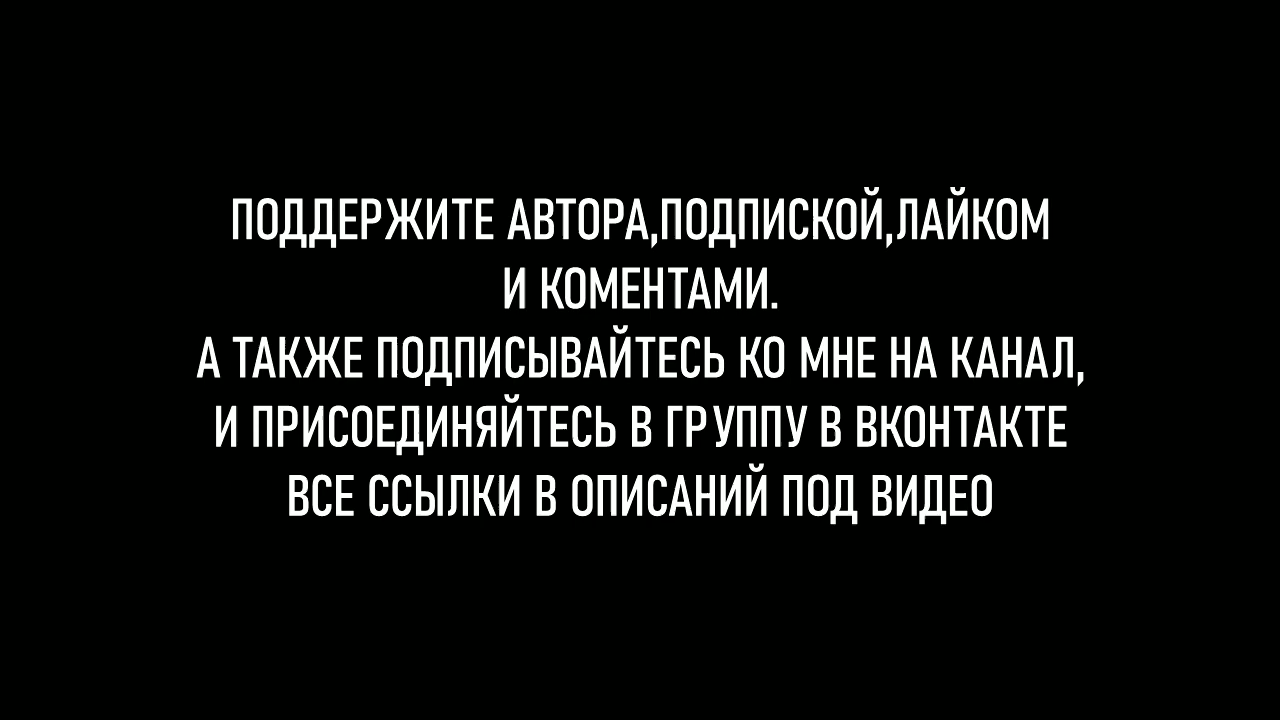 ПОДДЕРЖИТЕ АВТОРА,ПОДПИСКОЙ,ЛАЙКОМ
И КОМЕНТАМИ.
А ТАКЖЕ ПОДПИСЫВАЙТЕСЬ КО МНЕ НА КАНАЛ,
И ПРИСОЕДИНЯЙТЕСЬ В ГРУППУ В ВКОНТАКТЕ
ВСЕ ССЫЛКИ В ОПИСАНИЙ ПОД ВИДЕО